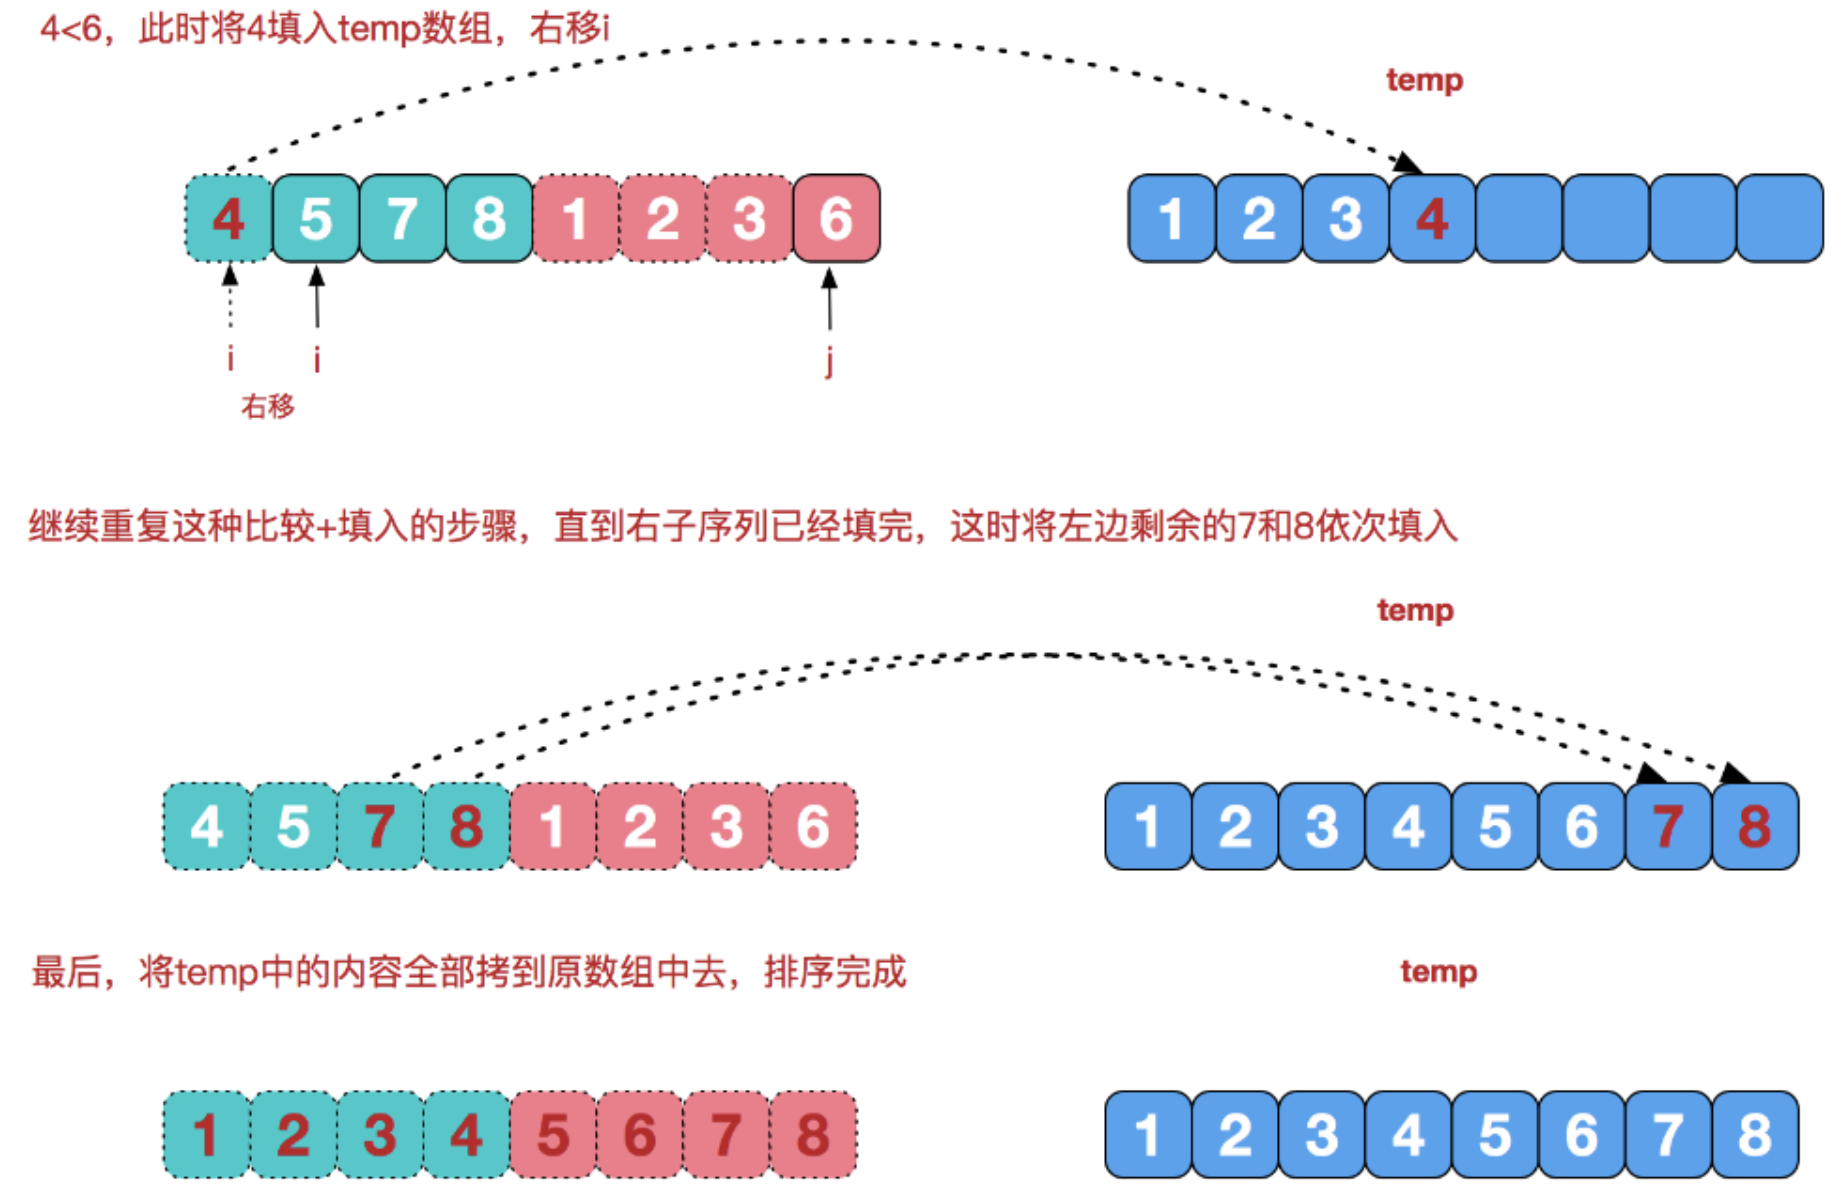 4<6，此时将4填入temp数组，右移i
temp
4 5 7 8 1 2 3 6
1 2 3 4
i i j
右移
继续重复这种比较+填入的步骤，直到右子序列已经填完，这时将左边剩余的7和8依次填入
temp
4 5 7 8 1 2 3 6
1 2 3 4 5 6 7 8
最后，将temp中的内容全部拷到原数组中去，排序完成
temp
1 2 3 4 5 6 7 8
1 2 3 4 5 6 7 8